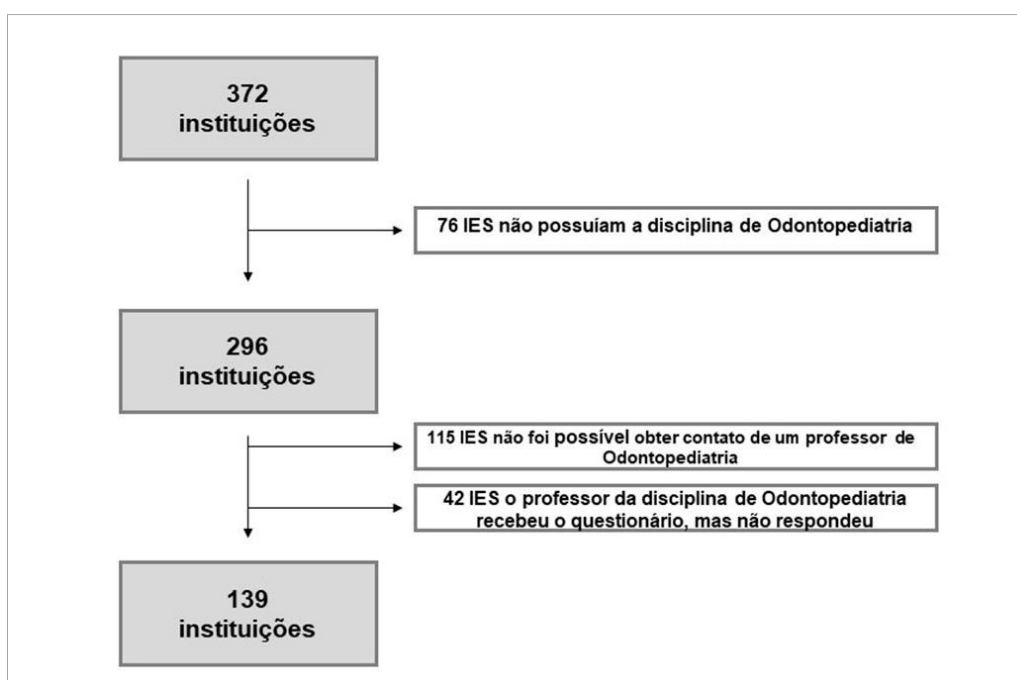 372
instituições
76 IES não possuíam a disciplina de Odontopediatria
296
instituições
115 IES não foi possível obter contato de um professor de
Odontopediatria
42 IES o professor da disciplina de Odontopediatria
recebeu o questionário, mas não respondeu
139
instituições